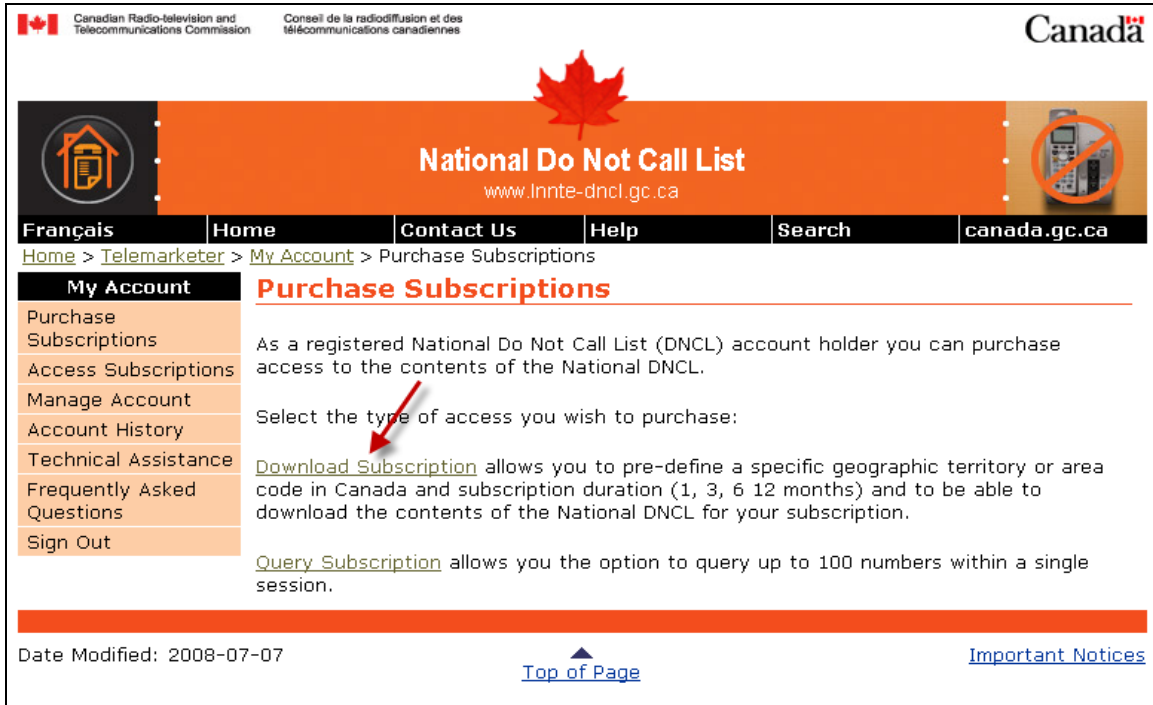 Canadian Radio-television and
Telecommunications Commission
Conseil de la radiodiffusion et des
télécommunications canadiennes
Canada
National Do Not Call List
www.lnnte-dncl.gc.ca
Français Home Contact Us Help Search canada.gc.ca
Home > Telemarketer > My Account > Purchase Subscriptions
My Account
Purchase
Subscriptions
Access Subscriptions
Manage Account
Account History
Technical Assistance
Frequently Asked
Questions
Sign Out
Purchase Subscriptions
As a registered National Do Not Call List (DNCL) account holder you can purchase
access to the contents of the National DNCL.
Select the type of access you wish to purchase:
Download Subscription allows you to pre-define a specific geographic territory or area
code in Canada and subscription duration (1, 3, 6 12 months) and to be able to
download the contents of the National DNCL for your subscription.
Query Subscription allows you the option to query up to 100 numbers within a single
session.
Date Modified: 2008-07-07
Top of Page
Important Notices